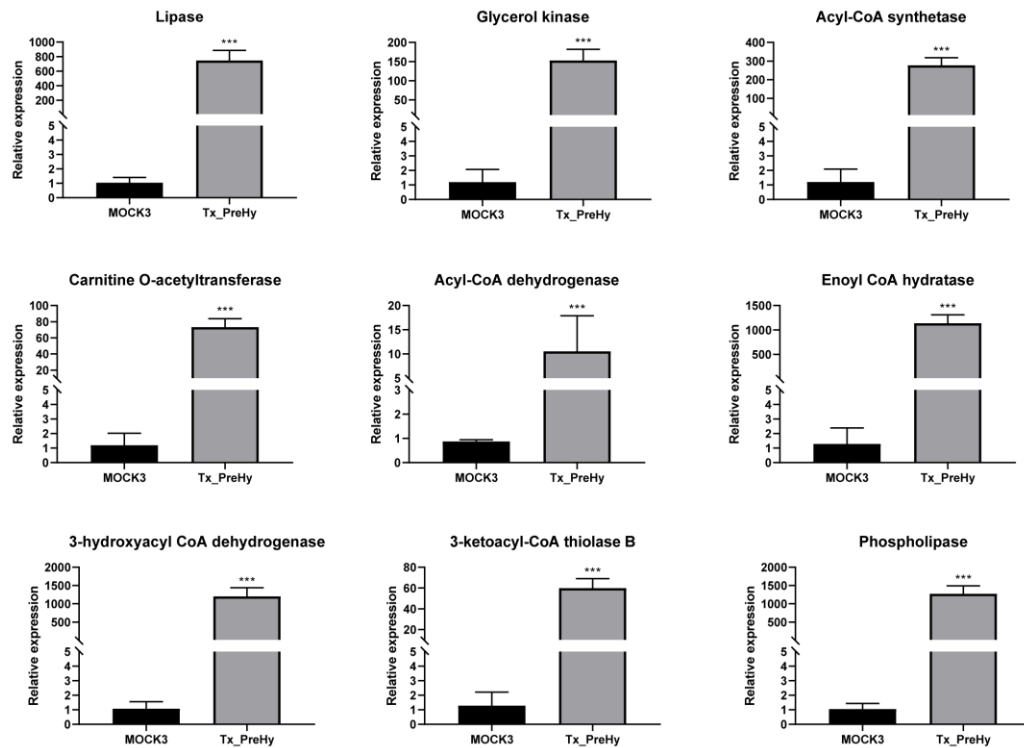 Lipase
Relative expression
1000
800
600
400
200
5
4
3
2
1
0
***
MOCK3
Tx_PreHy
Glycerol kinase
Relative expression
200
150
100
50
5
4
3
2
1
0
***
MOCK3
Tx_PreHy
Acyl-CoA synthetase
Relative expression
400
300
200
100
5
4
3
2
1
0
***
MOCK3
Tx_PreHy
Carnitine O-acetyltransferase
Relative expression
100
80
60
40
20
5
4
3
2
1
0
***
MOCK3
Tx_PreHy
Acyl-CoA dehydrogenase
Relative expression
20
15
10
5
3
2
1
0
***
MOCK3
Tx_PreHy
Enoyl CoA hydratase
Relative expression
1500
1000
500
5
4
3
2
1
0
***
MOCK3
Tx_PreHy
3-hydroxyacyl CoA dehydrogenase
Relative expression
2000
1500
1000
500
5
4
3
2
1
0
***
MOCK3
Tx_PreHy
3-ketoacyl-CoA thiolase B
Relative expression
80
60
40
20
5
4
3
2
1
0
***
MOCK3
Tx_PreHy
Phospholipase
Relative expression
2000
1500
1000
500
5
4
3
2
1
0
***
MOCK3
Tx_PreHy